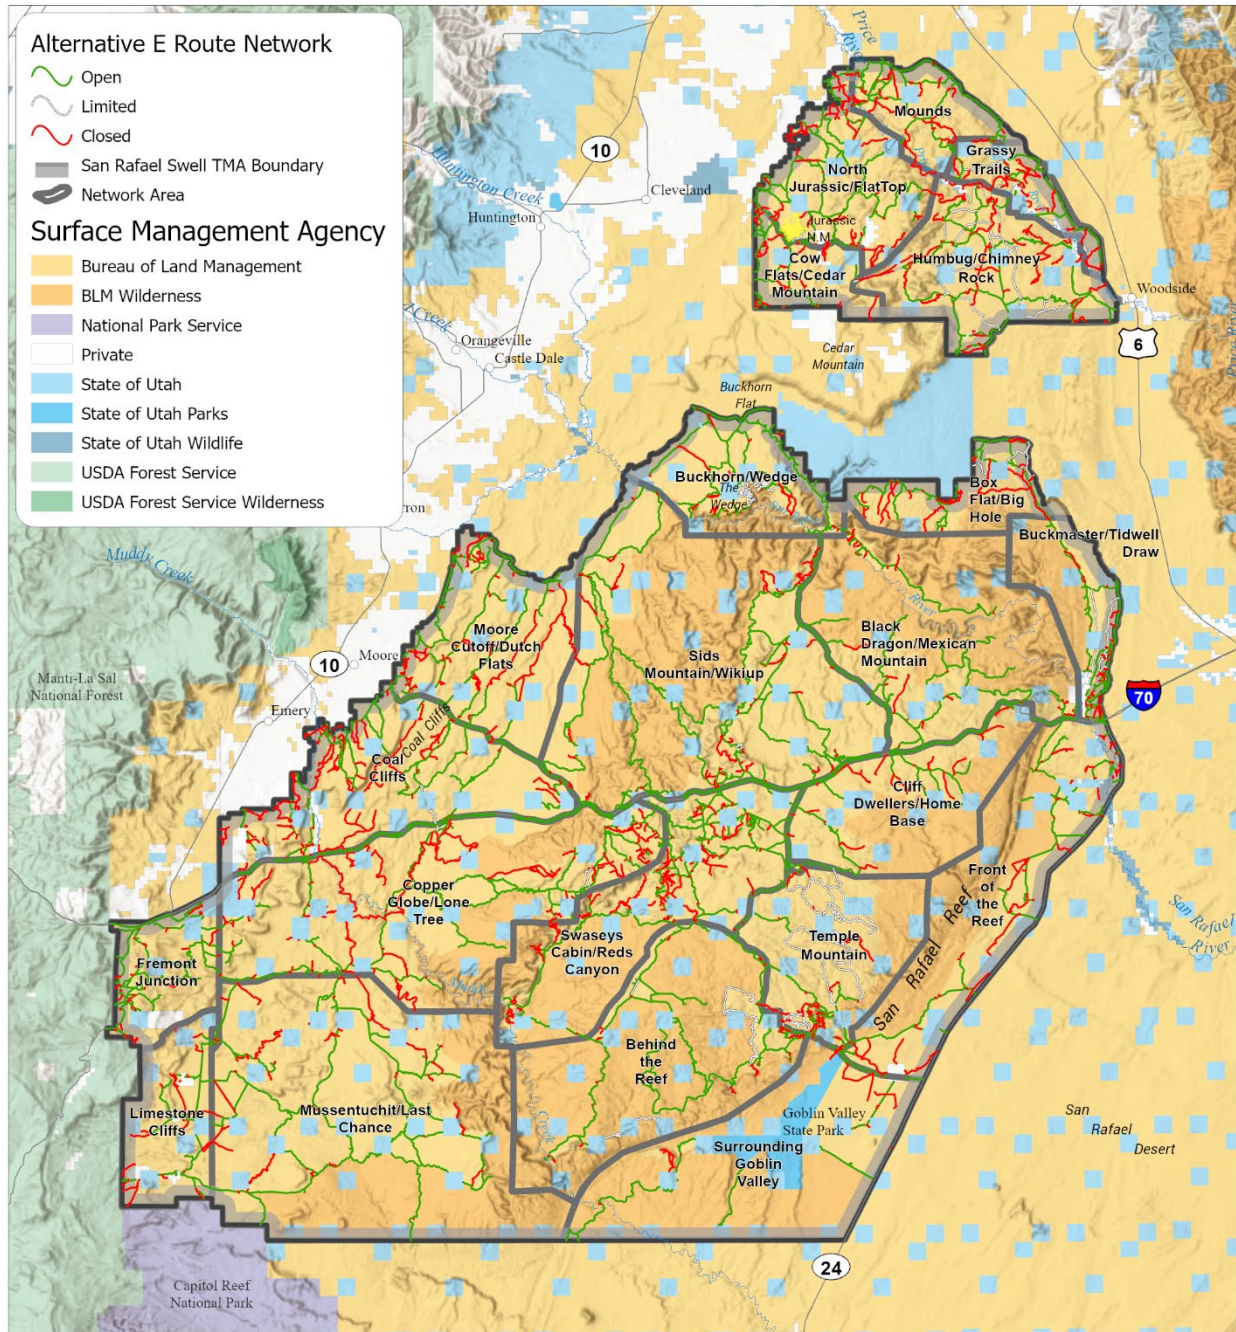 Alternative E Route Network
Open
Limited
Closed
San Rafael Swell TMA Boundary
Network Area
Surface Management Agency
Bureau of Land Management
BLM Wilderness
National Park Service
Private
State of Utah
State of Utah Parks
State of Utah Wildlife
USDA Forest Service
USDA Forest Service Wilderness
Price
River
Mounds
10
Grassy
Trails
Huntington Creek
Cleveland
North
Jurassic/FlatTop
Huntington
Jurassic
N.M
Cow
Flats/Cedar
Mountain
Humbug/Chimney
Rock
River
Woodside
Creek
Orangeville
Castle Dale
Cedar
Mountain
6
Buckhorn
Flat
Buckhorn/Wedge
The
Wedge
Box
Flat/Big
Hole
Buckmaster/Tidwell
Draw
Muddy Creek
River
Moore
Cutoff/Dutch
Flats
Black
Dragon/Mexican
Mountain
Sids
Mountain/Wikiup
10
Moore
Manti-La Sal
National Forest
70
Emery
Coal Cliffs
Coal
Cliffs
Cliff
Dwellers/Home
Base
Copper
Globe/Lone
Tree
Front
of the
Reef
San Rafael
River
Swaseys
Cabin/Reds
Canyon
Temple
Mountain
San Rafael Reef
Fremont
Junction
Muddy
Creek
Behind
the
Reef
Limestone
Cliffs
Mussentuchit/Last
Chance
Goblin Valley
State Park
San
Rafael
Desert
Surrounding
Goblin
Valley
24
Capitol Reef
National Park